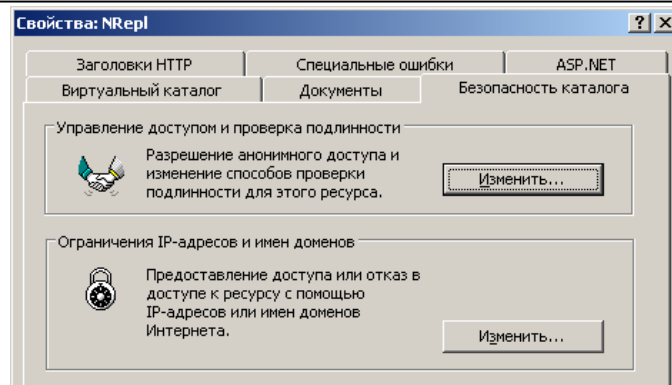 Свойства: NRepl
Заголовки HTTP Специальные ошибки ASP.NET
Виртуальный каталог Документы Безопасность каталога
Управление доступом и проверка подлинности
Разрешение анонимного доступа и
изменение способов проверки
подлинности для этого ресурса.
Изменить...
Ограничения IP-адресов и имен доменов
Предоставление доступа или отказ в
доступе к ресурсу с помощью
IP-адресов или имен доменов
Интернета.
Изменить...